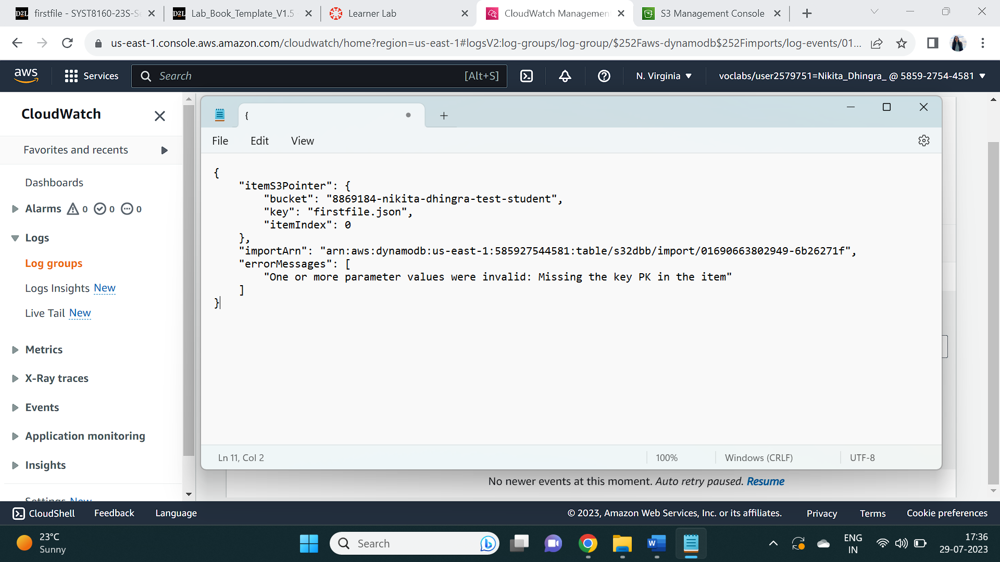 firstfile - SYST8160-23S-Se
Lab_Book_Template_V1.5
Learner Lab
CloudWatch Management
S3 Management Console
us-east-1.console.aws.amazon.com/cloudwatch/home?region=us-east-1#logsV2:log-groups/log-group/$252Faws-dynamodb$252Fimports/log-events/01...
aws
Services
Search
[Alt+S]
N. Virginia
voclabs/user2579751=Nikita_Dhingra_ @ 5859-2754-4581
CloudWatch
{
File
Edit
View
Favorites and recents
Dashboards
Alarms 0 0 0
Logs
Log groups
Logs Insights New
Live Tail New
Metrics
X-Ray traces
Events
Application monitoring
Insights
Settings New
{
"itemS3Pointer": {
"bucket": "8869184-nikita-dhingra-test-student",
"key": "firstfile.json",
"itemIndex": 0
},
"importArn": "arn:aws:dynamodb:us-east-1:585927544581:table/s32dbb/import/01690663802949-6b26271f",
"errorMessages": [
"One or more parameter values were invalid: Missing the key PK in the item"
]
}
Ln 11, Col 2
100%
Windows (CRLF)
UTF-8
No newer events at this moment. Auto retry paused. Resume
CloudShell
Feedback
Language
© 2023, Amazon Web Services, Inc. or its affiliates.
Privacy
Terms
Cookie preferences
23°C
Sunny
Search
ENG
IN
17:36
29-07-2023